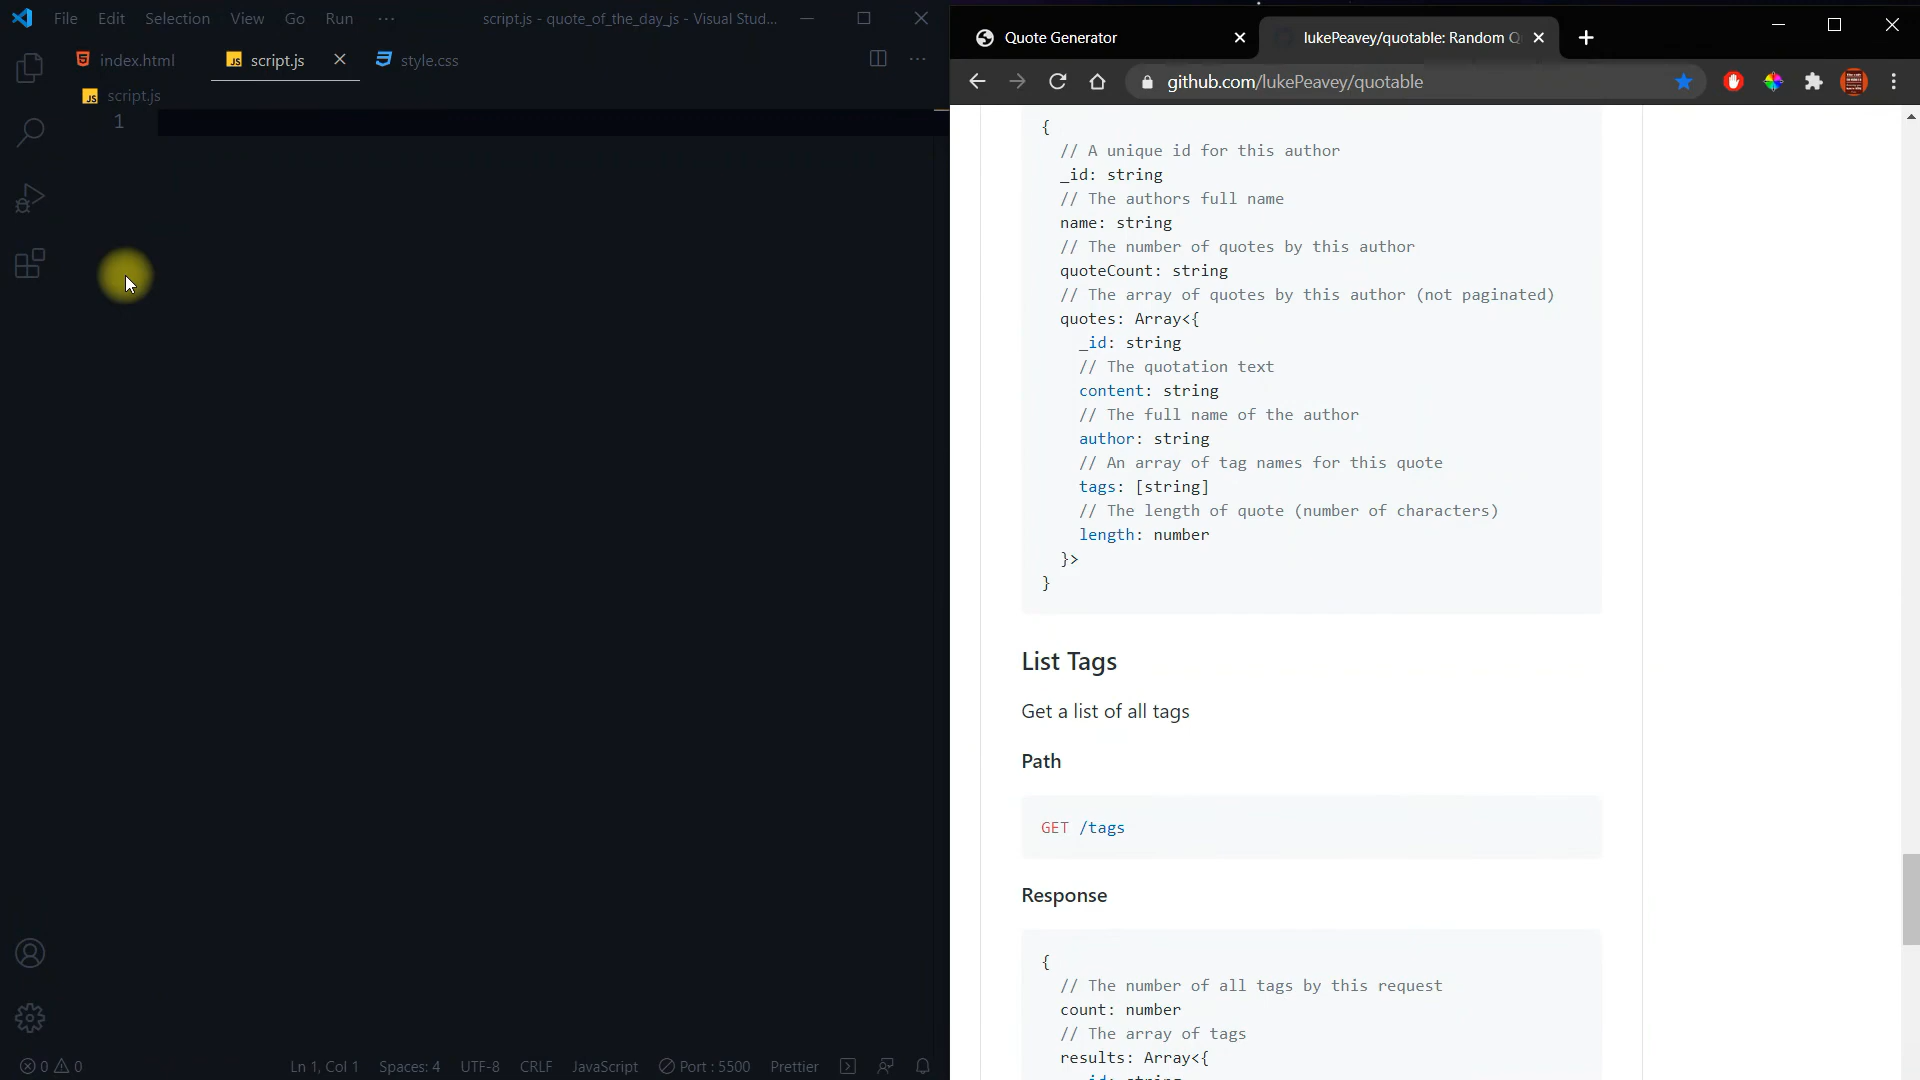 File Edit Selection View Go Run ··· script.js - quote_of_the_day_js - Visual Stud...
index.html script.js style.css
script.js
1
0 0 Ln 1, Col 1 Spaces: 4 UTF-8 CRLF JavaScript Port : 5500 Prettier
Quote Generator lukePeavey/quotable: Random Q
github.com/lukePeavey/quotable
{
// A unique id for this author
_id: string
// The authors full name
name: string
// The number of quotes by this author
quoteCount: string
// The array of quotes by this author (not paginated)
quotes: Array<{
_id: string
// The quotation text
content: string
// The full name of the author
author: string
// An array of tag names for this quote
tags: [string]
// The length of quote (number of characters)
length: number
}>
}
List Tags
Get a list of all tags
Path
GET /tags
Response
{
// The number of all tags by this request
count: number
// The array of tags
results: Array<{
_id: string